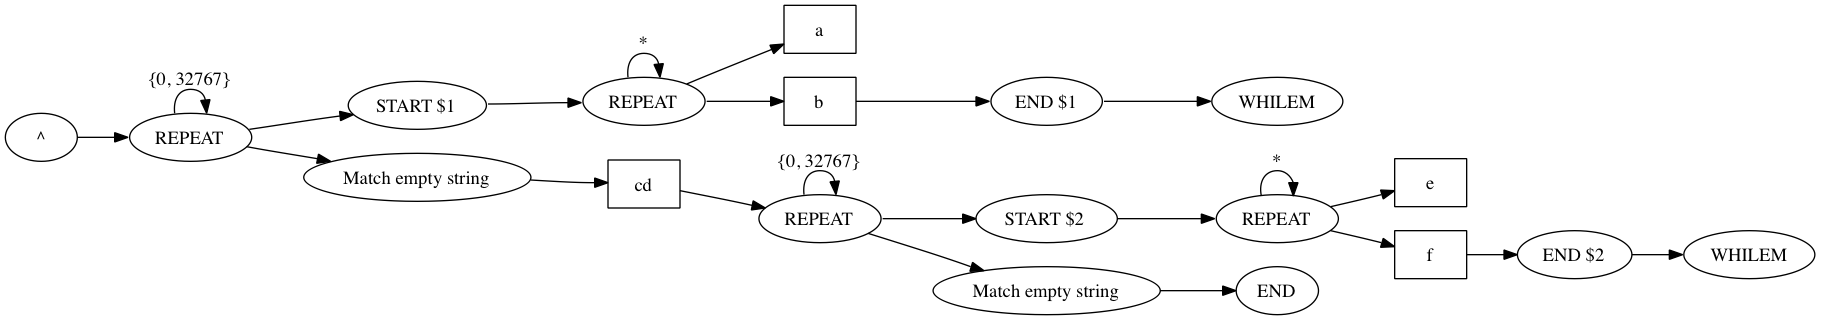 a
*
{0, 32767}
REPEAT
START $1
b
END $1
WHILEM
^
REPEAT
Match empty string
cd
{0, 32767}
*
e
REPEAT
START $2
REPEAT
f
END $2
WHILEM
Match empty string
END